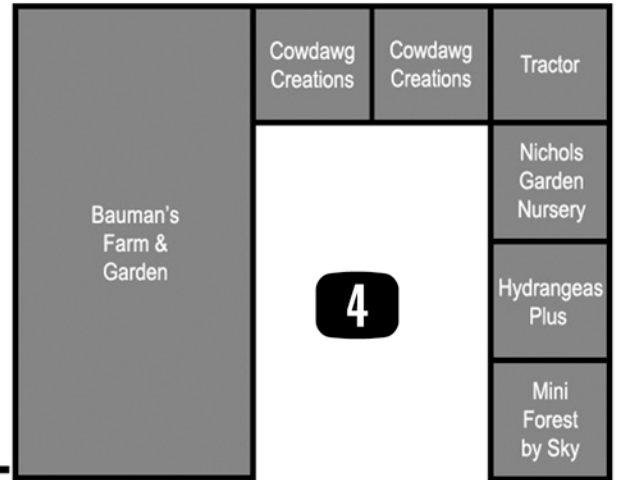 Cowdawg
Creations
Cowdawg
Creations
Tractor
Nichols
Garden
Nursery
Bauman's
Farm &
Garden
4
Hydrangeas
Plus
Mini
Forest
by Sky